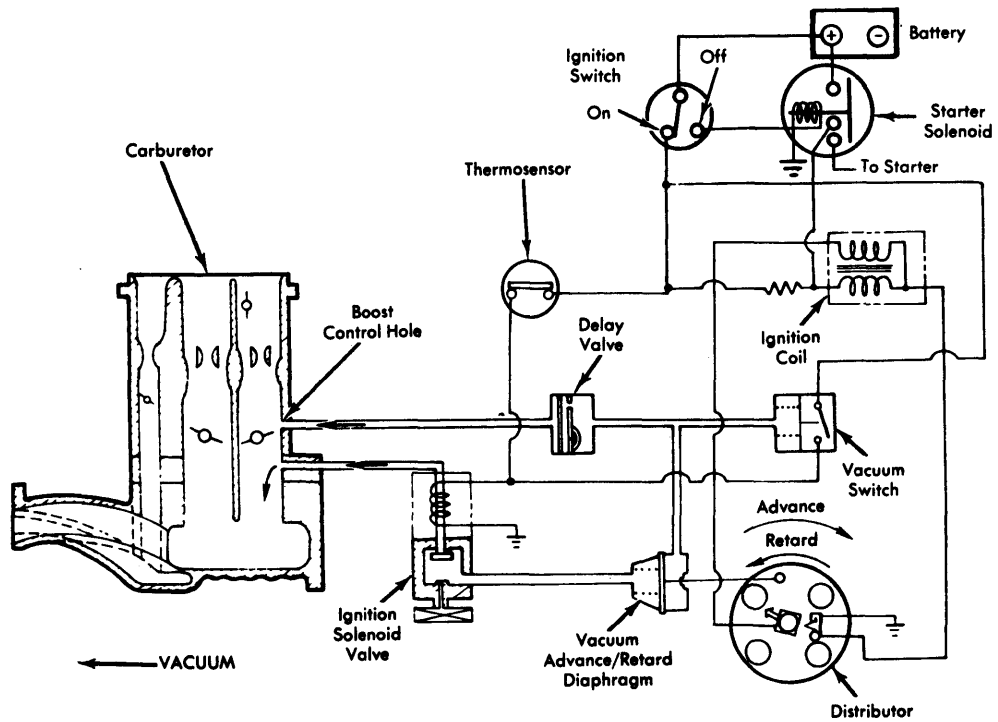 Battery
Ignition
Switch
Off
On
Starter
Solenoid
To Starter
Carburetor
Thermosensor
Boost
Control Hole
Delay
Valve
Ignition
Coil
Vacuum
Switch
Advance
Retard
Ignition
Solenoid
Valve
Vacuum
Advance/Retard
Diaphragm
VACUUM
Distributor